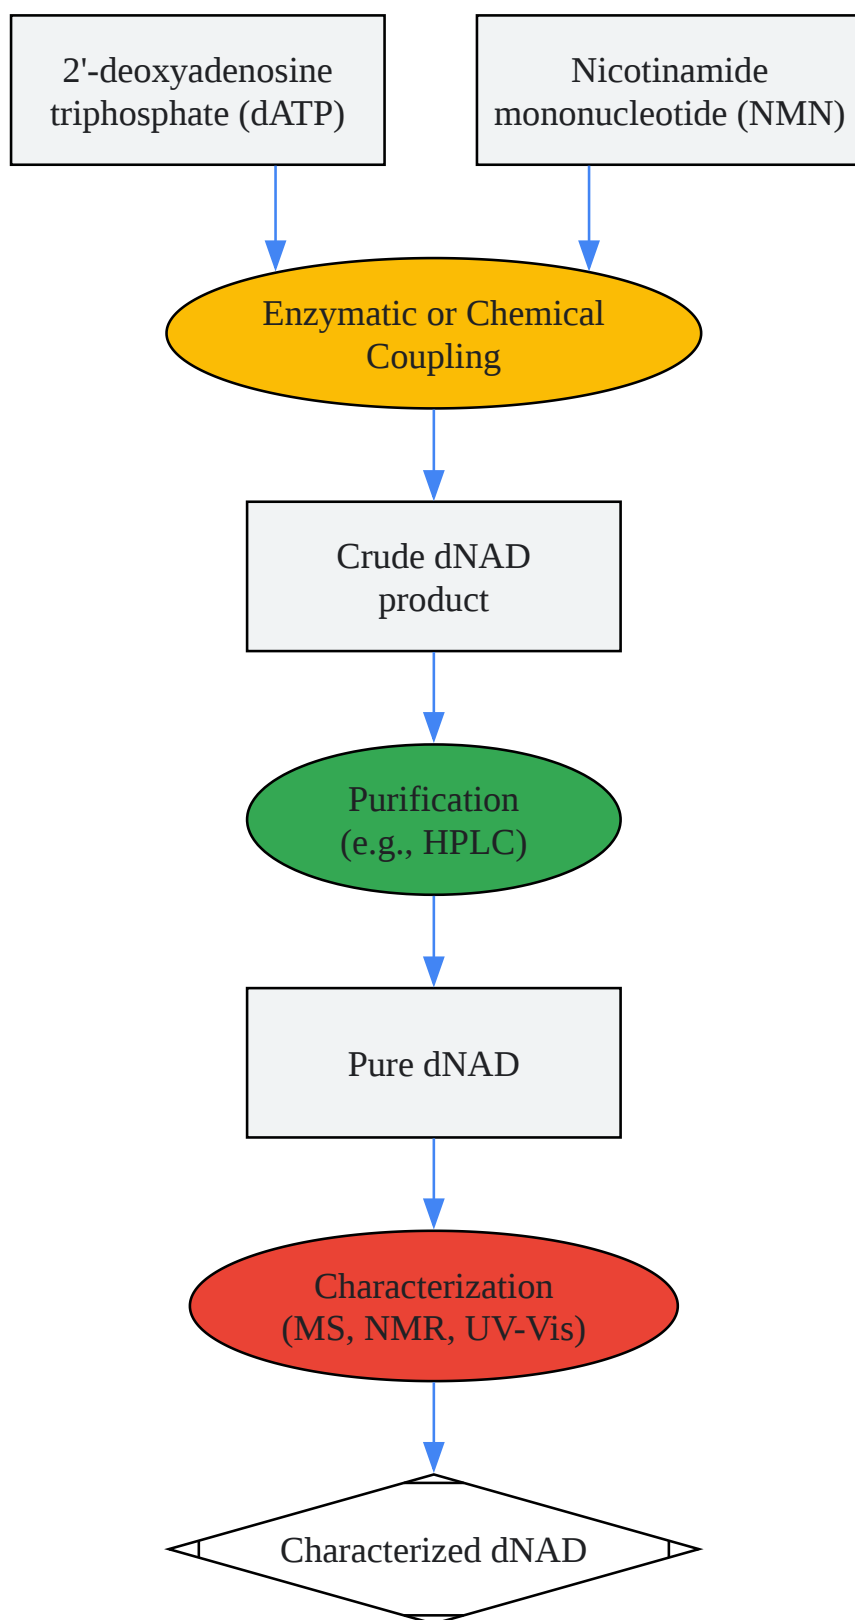 2'-deoxyadenosine
triphosphate (dATP)
Nicotinamide
mononucleotide (NMN)
Enzymatic or Chemical
Coupling
Crude dNAD
product
Purification
(e.g., HPLC)
Pure dNAD
Characterization
(MS, NMR, UV-Vis)
Characterized dNAD